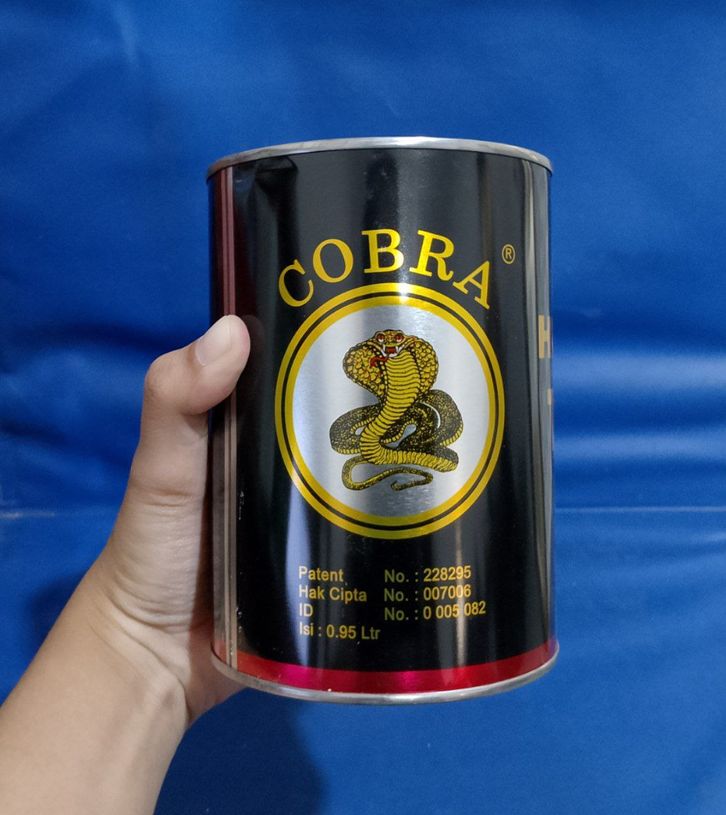 COBRA ®
Patent No. : 228295
Hak Cipta No. : 007006
ID No. : 0 005 082
Isi : 0.95 Ltr